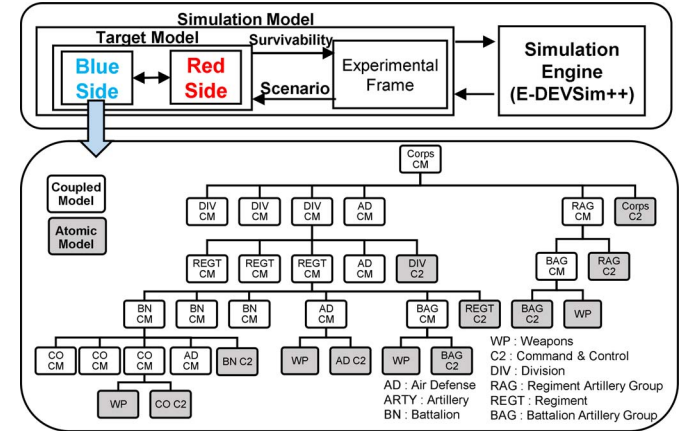 Simulation Model
Target Model
Blue
Side
Red
Side
Survivability
Scenario
Experimental
Frame
Simulation
Engine
(E-DEVSim++)
Coupled
Model
Atomic
Model
Corps
CM
DIV
CM
DIV
CM
DIV
CM
AD
CM
RAG
CM
Corps
C2
REGT
CM
REGT
CM
REGT
CM
AD
CM
DIV
C2
BAG
CM
RAG
C2
BN
CM
BN
CM
BN
CM
AD
CM
BAG
CM
REGT
C2
BAG
C2
WP
CO
CM
CO
CM
CO
CM
AD
CM
BN C2
WP
AD C2
WP
BAG
C2
WP
CO C2
AD : Air Defense
ARTY : Artillery
BN : Battalion
WP : Weapons
C2 : Command & Control
DIV : Division
RAG : Regiment Artillery Group
REGT : Regiment
BAG : Battalion Artillery Group